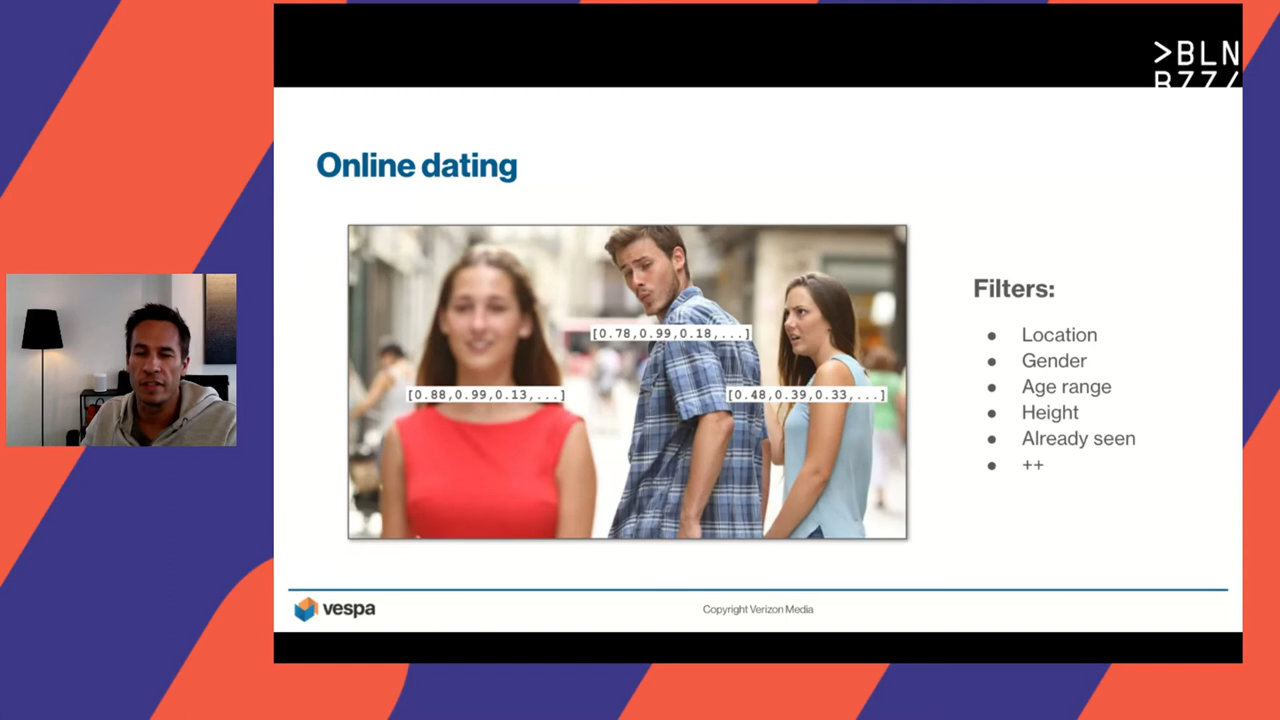 >BLN
Online dating
[0.78,0.99,0.18,...]
[0.88,0.99,0.13,...]
[0.48,0.39,0.33,...]
Filters:
● Location
● Gender
● Age range
● Height
● Already seen
● ++
vespa
Copyright Verizon Media